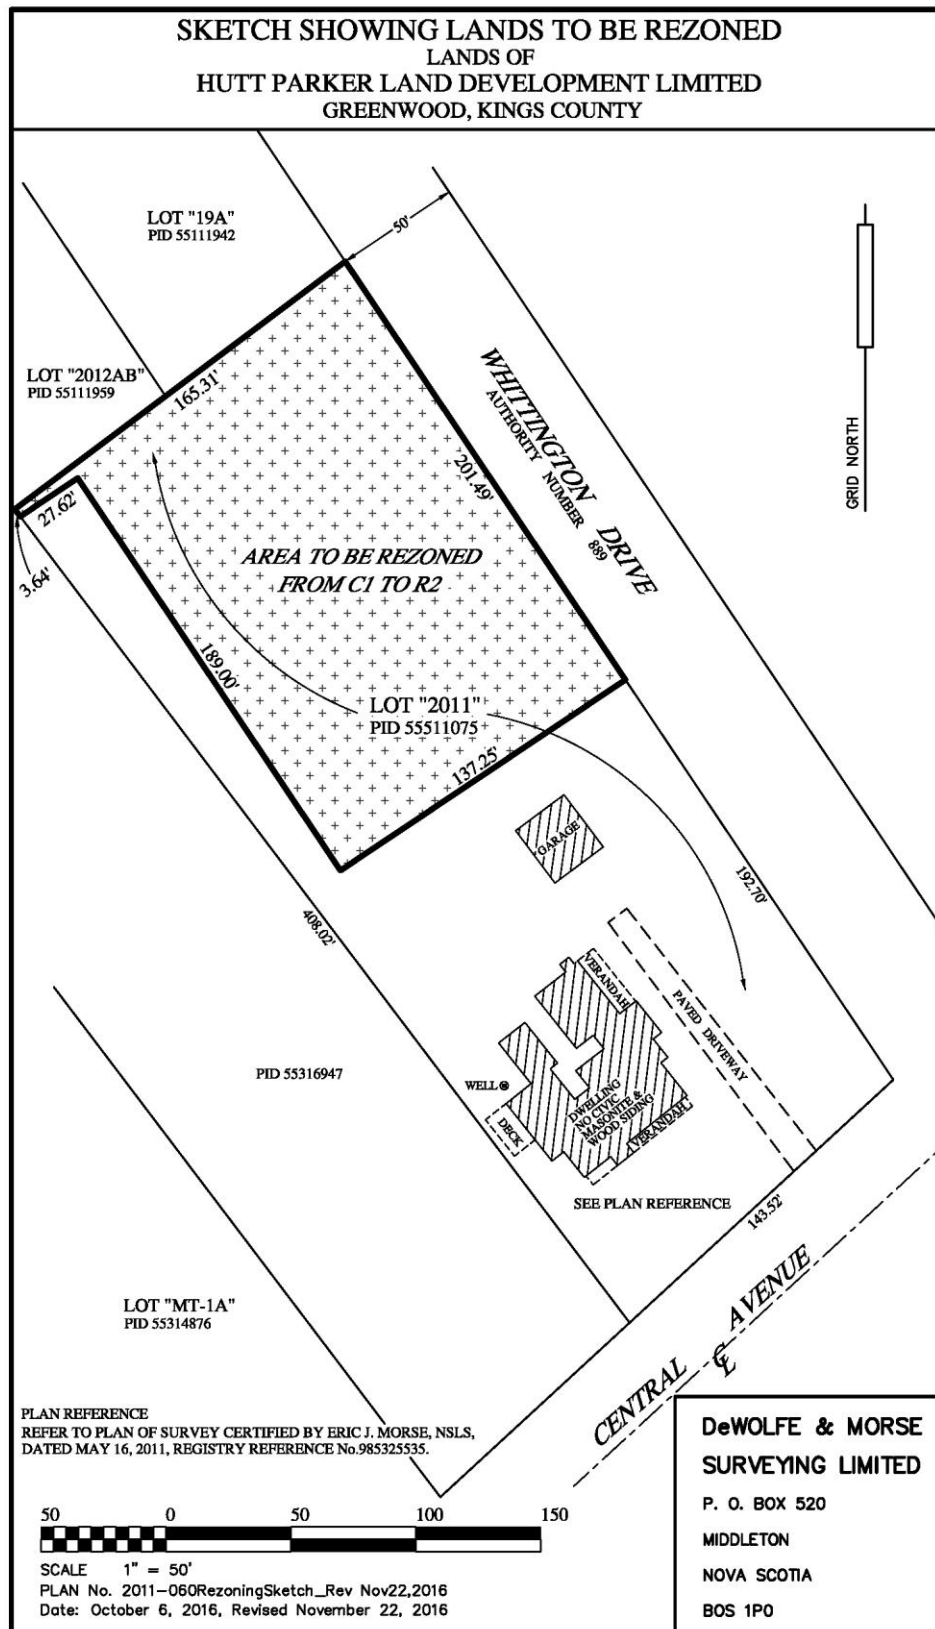 SKETCH SHOWING LANDS TO BE REZONED
LANDS OF
HUTT PARKER LAND DEVELOPMENT LIMITED
GREENWOOD, KINGS COUNTY
LOT "19A"
PID 55111942
50'
LOT "2012AB"
PID 55111959
165.31'
WHITTINGTON DRIVE
AUTHORITY NUMBER 889
GRID NORTH
201.49'
27.62'
3.64'
AREA TO BE REZONED
FROM C1 TO R2
189.00'
LOT "2011"
PID 55511075
137.25'
GARAGE
192.70'
408.02'
VERANDAH
PAVED DRIVEWAY
PID 55316947
WELL
DWELLING
NO CIVIC
MASONITE &
WOOD SIDING
DECK
VERANDAH
SEE PLAN REFERENCE
143.52'
LOT "MT-1A"
PID 55314876
CENTRAL AVENUE
CL
PLAN REFERENCE
REFER TO PLAN OF SURVEY CERTIFIED BY ERIC J. MORSE, NSLS,
DATED MAY 16, 2011, REGISTRY REFERENCE No.985325535.
50 0 50 100 150
SCALE 1" = 50'
PLAN No. 2011-060RezoningSketch_Rev Nov22,2016
Date: October 6, 2016, Revised November 22, 2016
DeWOLFE & MORSE
SURVEYING LIMITED
P. O. BOX 520
MIDDLETON
NOVA SCOTIA
BOS 1P0